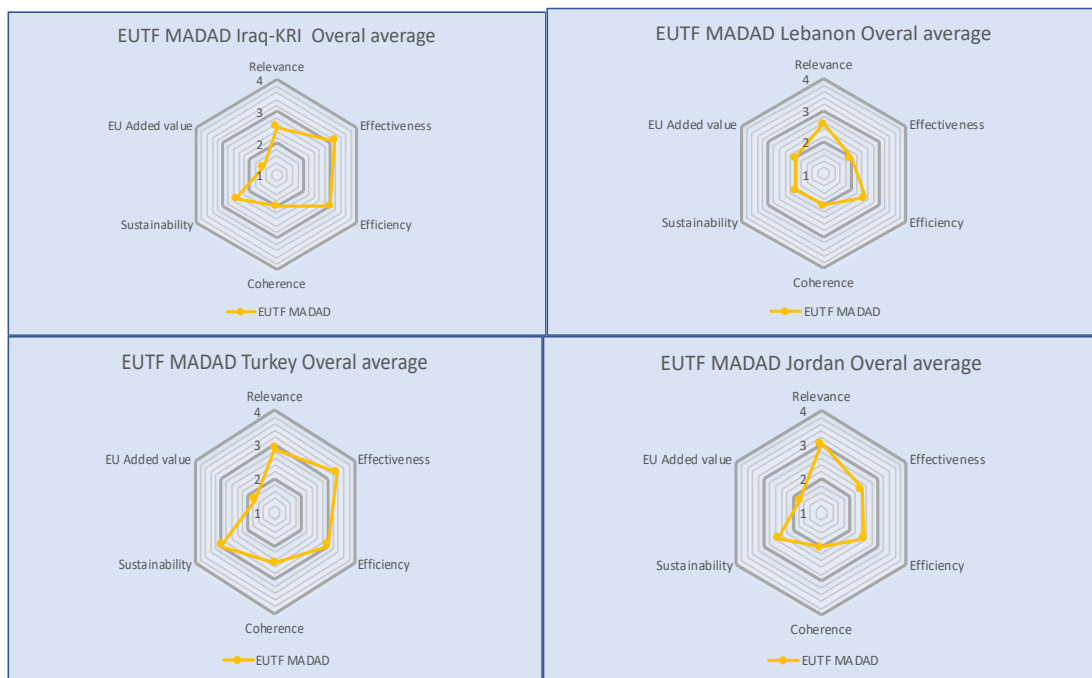 EUTF MADAD Iraq-KRI  Overal average
Relevance
4
3
2
1
EU Added value
Effectiveness
Sustainability
Efficiency
Coherence
EUTF MADAD
EUTF MADAD Lebanon Overal average
Relevance
4
3
2
1
EU Added value
Effectiveness
Sustainability
Efficiency
Coherence
EUTF MADAD
EUTF MADAD Turkey Overal average
Relevance
4
3
2
1
EU Added value
Effectiveness
Sustainability
Efficiency
Coherence
EUTF MADAD
EUTF MADAD Jordan Overal average
Relevance
4
3
2
1
EU Added value
Effectiveness
Sustainability
Efficiency
Coherence
EUTF MADAD